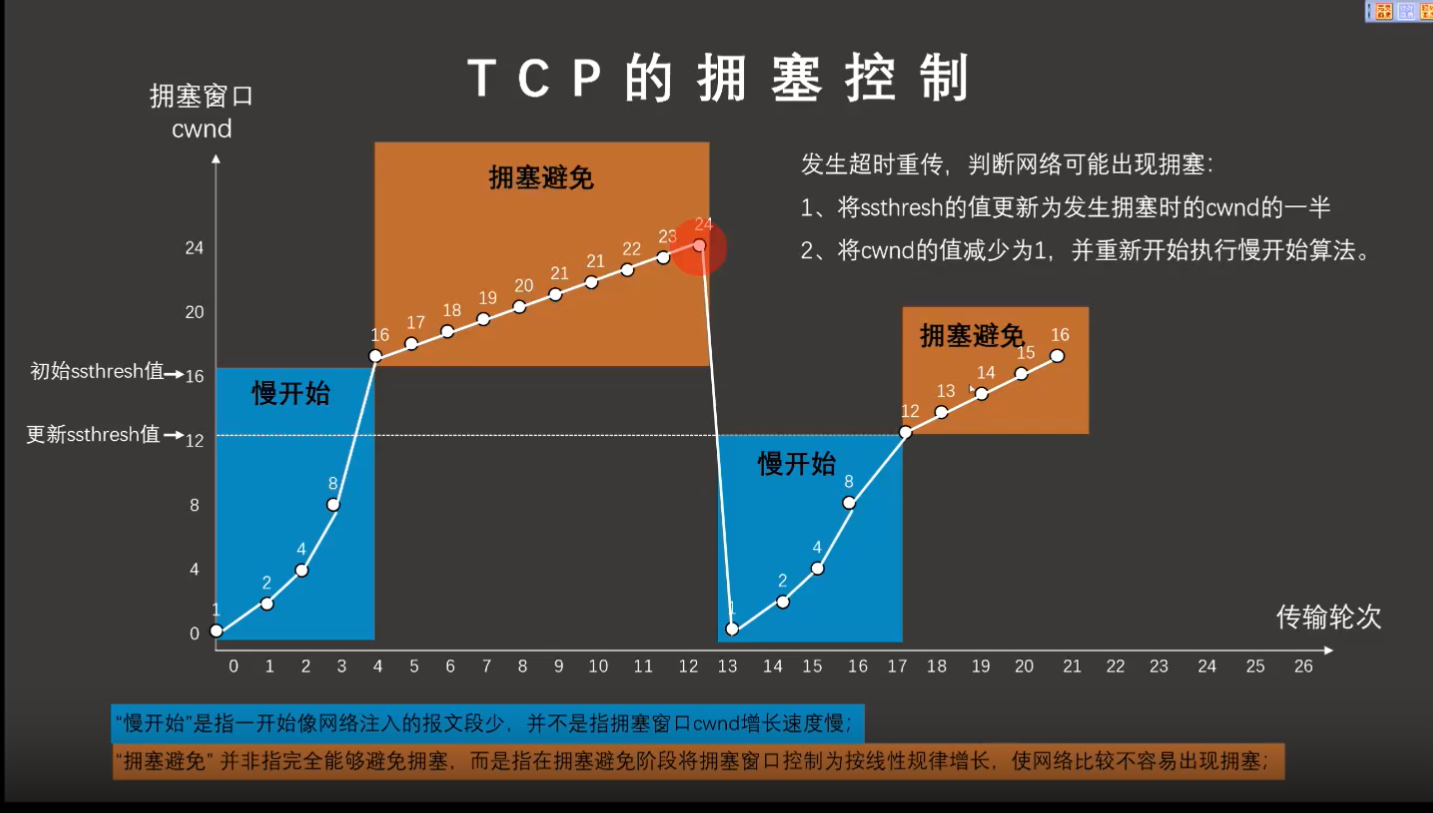 TCP的拥塞控制
拥塞窗口
cwnd
发生超时重传，判断网络可能出现拥塞：
1、将ssthresh的值更新为发生拥塞时的cwnd的一半
2、将cwnd的值减少为1，并重新开始执行慢开始算法。
24
20
初始ssthresh值
16
更新ssthresh值
12
8
4
0
慢开始
1
2
4
8
拥塞避免
16
17
18
19
20
21
21
22
23
24
慢开始
1
2
4
8
拥塞避免
12
13
14
15
16
传输轮次
0 1 2 3 4 5 6 7 8 9 10 11 12 13 14 15 16 17 18 19 20 21 22 23 24 25 26
“慢开始”是指一开始像网络注入的报文段少，并不是指拥塞窗口cwnd增长速度慢；
“拥塞避免” 并非指完全能够避免拥塞，而是指在拥塞避免阶段将拥塞窗口控制为按线性规律增长，使网络比较不容易出现拥塞；